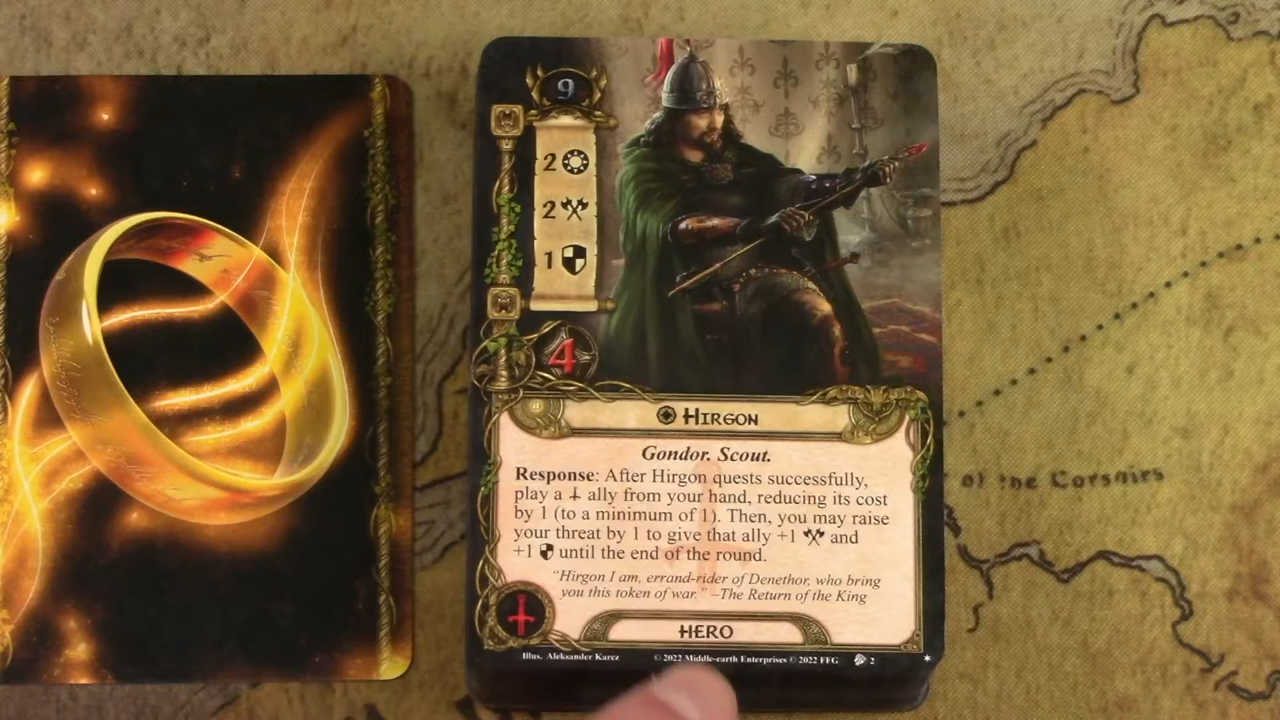 9
2
2
1
4
HIRGON
Gondor. Scout.
Response: After Hirgon quests successfully,
play a ally from your hand, reducing its cost
by 1 (to a minimum of 1). Then, you may raise
your threat by 1 to give that ally +1 and
+1 until the end of the round.
"Hirgon I am, errand-rider of Denethor, who bring
you this token of war." –The Return of the King
HERO
Illus. Aleksander Karcz © 2022 Middle-earth Enterprises © 2022 FFG 2
of the Corsairs